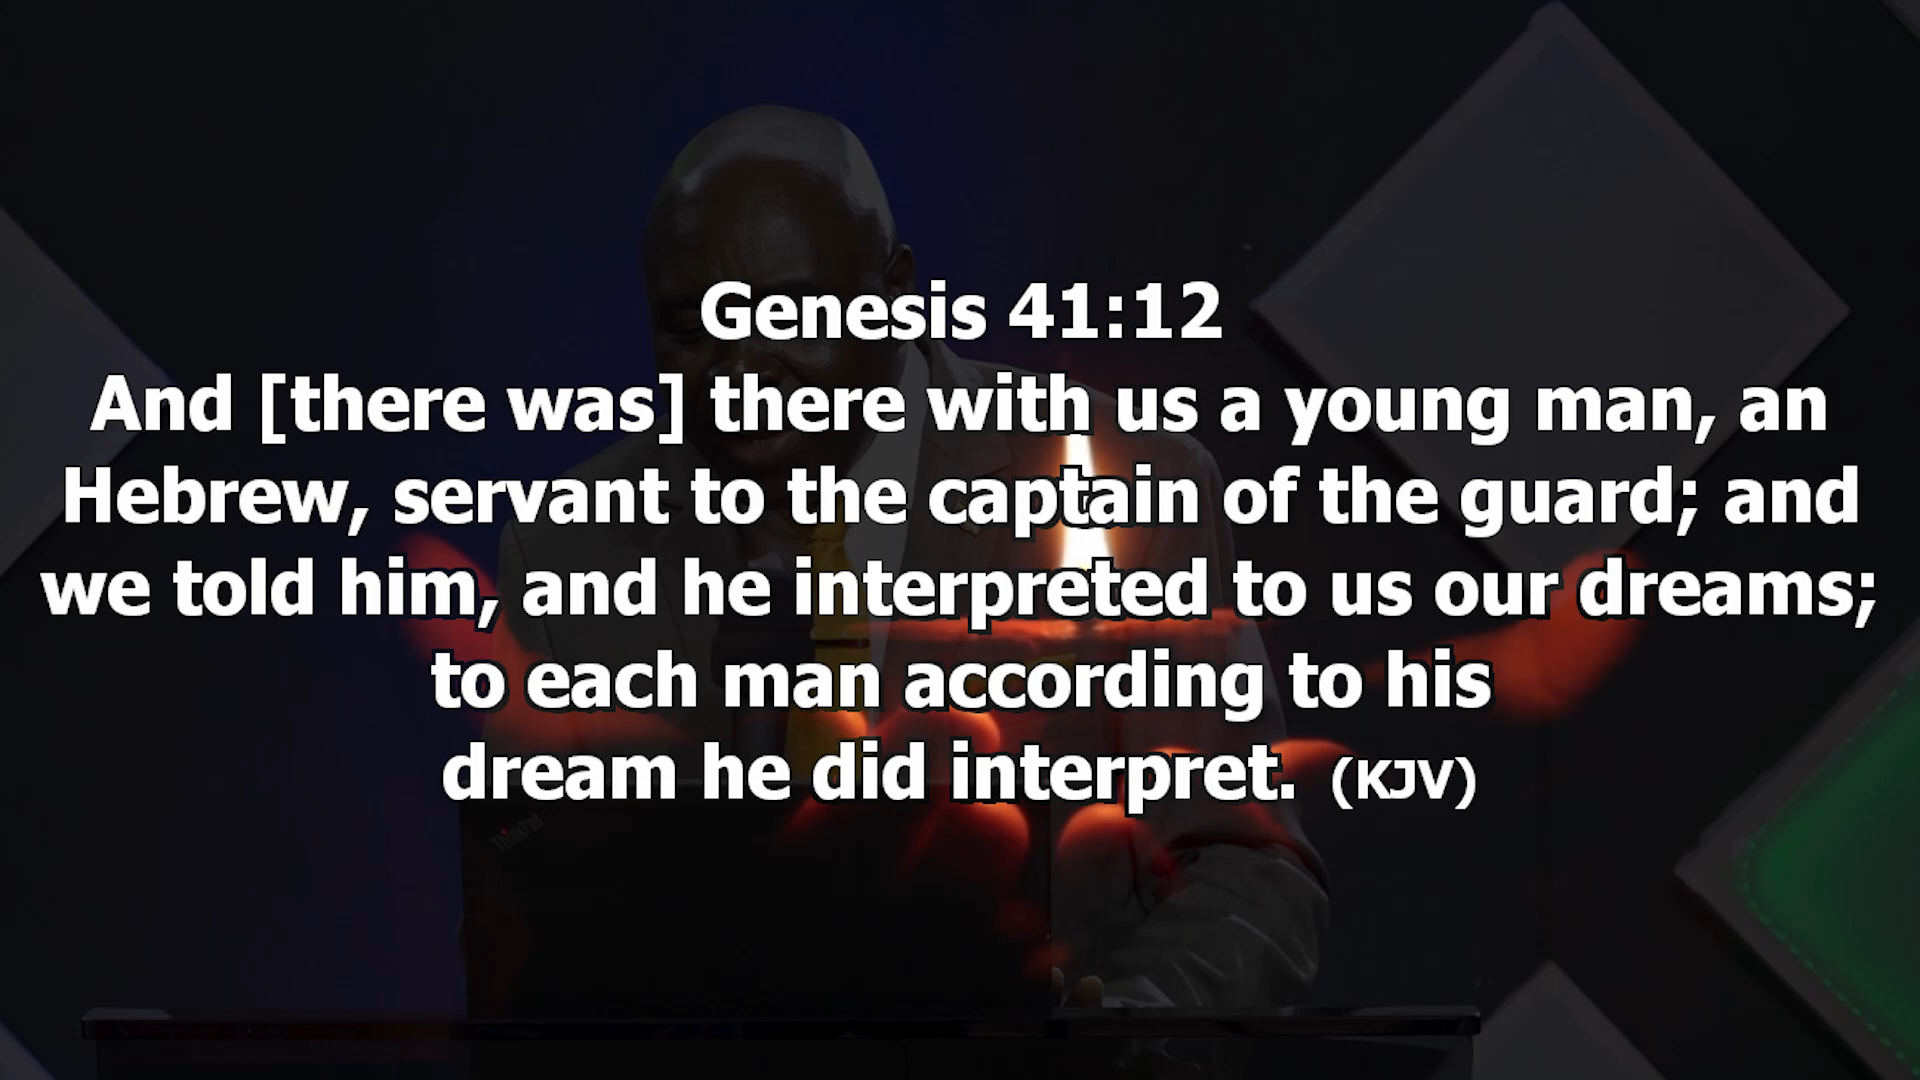 Genesis 41:12
And [there was] there with us a young man, an
Hebrew, servant to the captain of the guard; and
we told him, and he interpreted to us our dreams;
to each man according to his
dream he did interpret. (KJV)
ThinkPad